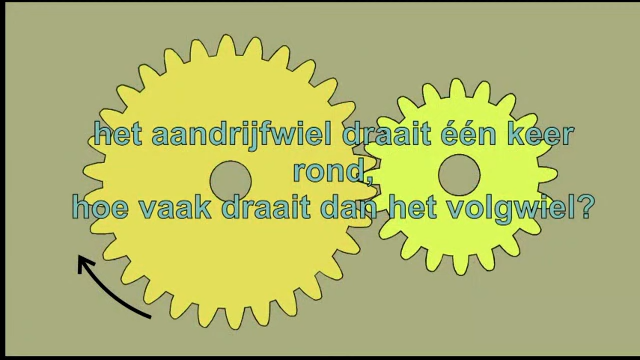 het aandrijfwiel draait één keer
rond,
hoe vaak draait dan het volgwiel?